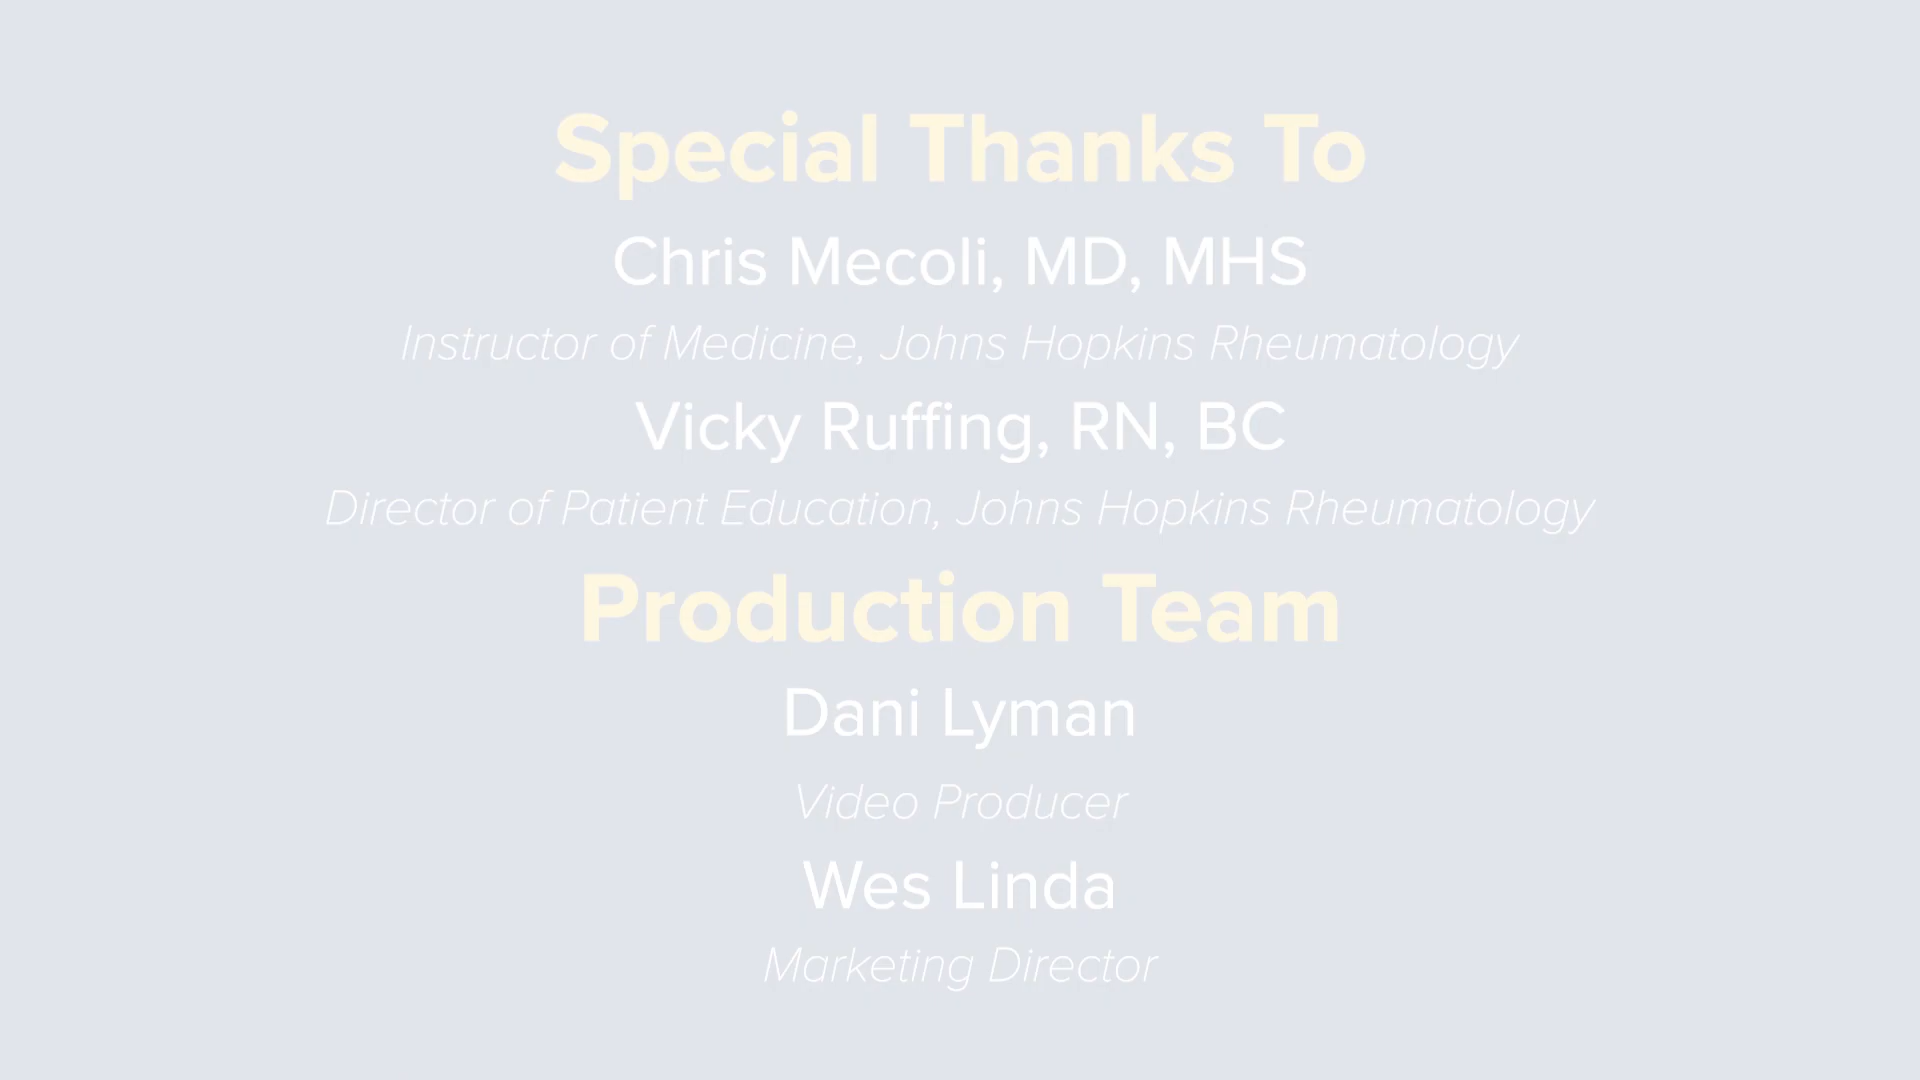 Special Thanks To
Chris Mecoli, MD, MHS
Instructor of Medicine, Johns Hopkins Rheumatology
Vicky Ruffing, RN, BC
Director of Patient Education, Johns Hopkins Rheumatology
Production Team
Dani Lyman
Video Producer
Wes Linda
Marketing Director